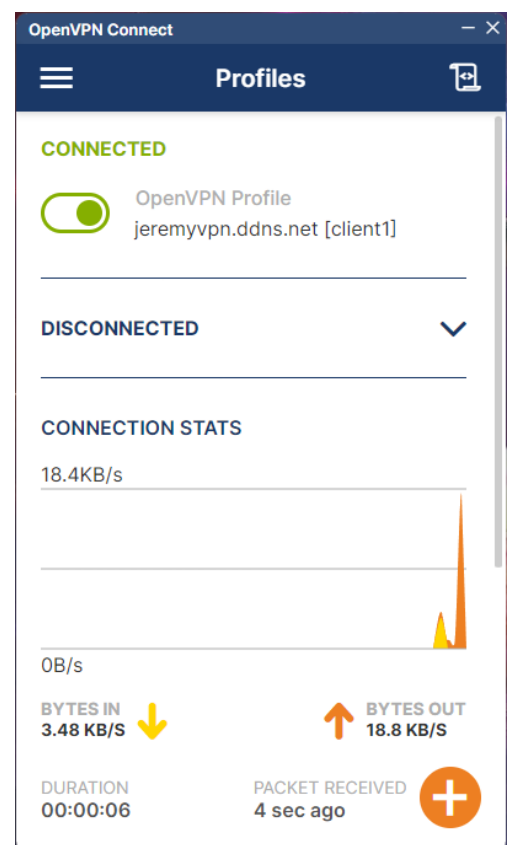 OpenVPN Connect
Profiles
CONNECTED
OpenVPN Profile
jeremyvpn.ddns.net [client1]
DISCONNECTED
CONNECTION STATS
18.4KB/s
0B/s
BYTES IN
3.48 KB/S
BYTES OUT
18.8 KB/S
DURATION
00:00:06
PACKET RECEIVED
4 sec ago